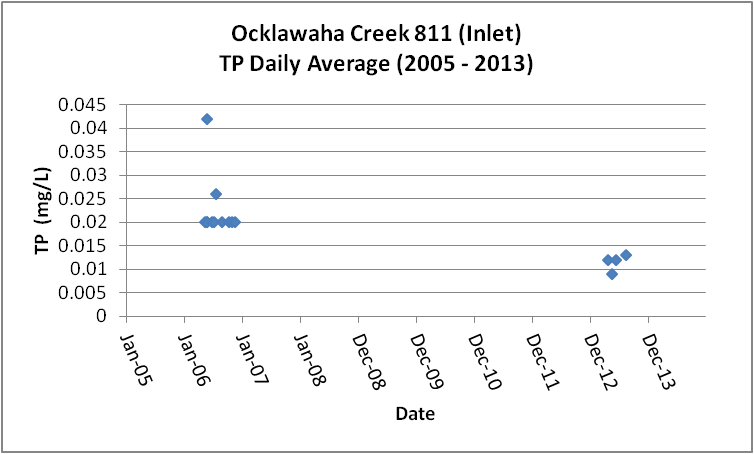 Ocklawaha Creek 811 (Inlet)
TP Daily Average (2005 - 2013)
0.045
0.04
0.035
0.03
0.025
0.02
0.015
0.01
0.005
0
TP (mg/L)
Jan-05
Jan-06
Jan-07
Jan-08
Dec-08
Dec-09
Dec-10
Dec-11
Dec-12
Dec-13
Date